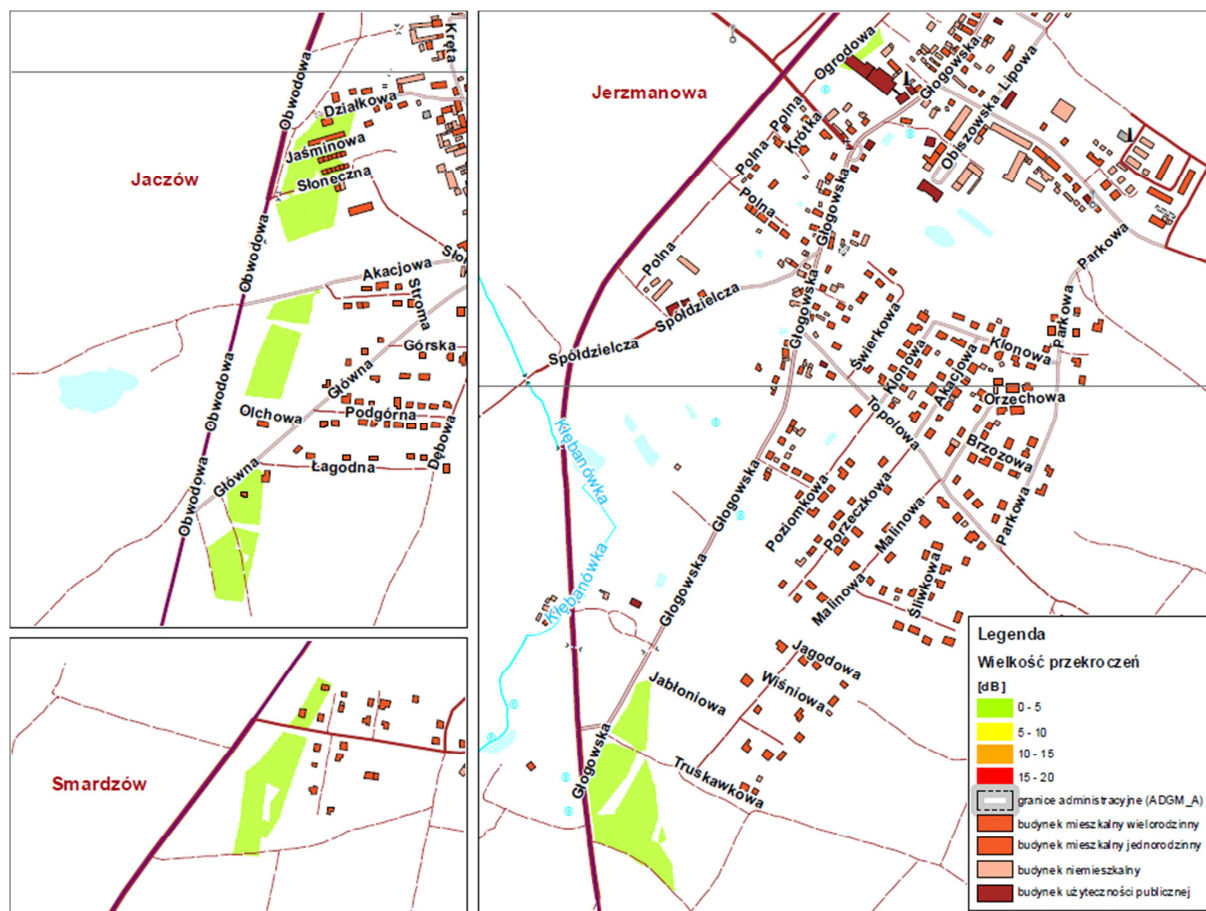 Jaczów
Obwodowa
Kręta
Działkowa
Obwodowa
Jaśminowa
Słoneczna
Obwodowa
Akacjowa
Stroma
Górska
Obwodowa
Główna
Olchowa
Podgórna
Dębowa
Łagodna
Główna
Obwodowa
Smardzów
Jerzmanowa
Ogrodowa
Głogowska
Lipowa
Obiszowska
Polna
Krótka
Polna
Głogowska
Polna
Polna
Parkowa
Spółdzielcza
Głogowska
Parkowa
Spółdzielcza
Świerkowa
Klonowa
Klonowa
Akacjowa
Orzechowa
Topolowa
Brzozowa
Kłębanówka
Głogowska
Poziomkowa
Porzeczkowa
Malinowa
Parkowa
Kłębanówka
Głogowska
Malinowa
Śliwkowa
Jagodowa
Jabłoniowa
Wiśniowa
Głogowska
Truskawkowa
Legenda
Wielkość przekroczeń
[dB]
0 - 5
5 - 10
10 - 15
15 - 20
granice administracyjne (ADGM_A)
budynek mieszkalny wielorodzinny
budynek mieszkalny jednorodzinny
budynek niemieszkalny
budynek użyteczności publicznej